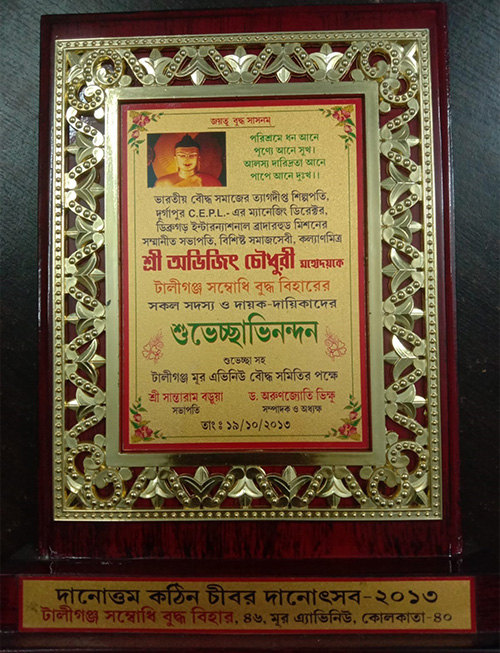 জয়তু বুদ্ধ সাসনম্
পরিশ্রমে ধন আনে
পূণ্যে আনে সুখ।
আলস্য দারিদ্রতা আনে
পাপে আনে দুঃখ।।
ভারতীয় বৌদ্ধ সমাজের ত্যাগদীপ্ত শিল্পপতি,
দূর্গাপুর C.E.P.L.- এর ম্যানেজিং ডিরেক্টর,
ডিব্রুগড় ইন্টারন্যাশনাল ব্রাদারহুড মিশনের
সম্মানীত সভাপতি, বিশিষ্ট সমাজসেবী, কল্যাণমিত্র
শ্রী অভিজিৎ চৌধুরী মহোদয়কে
টালীগঞ্জ সম্বোধি বুদ্ধ বিহারের
সকল সদস্য ও দায়ক-দায়িকাদের
শুভেচ্ছাভিনন্দন
শুভেচ্ছা সহ
টালীগঞ্জ মূর এভিনিউ বৌদ্ধ সমিতির পক্ষে
শ্রী সান্তারাম বড়ুয়া ড. অরুণজ্যোতি ভিক্ষু
সভাপতি সম্পাদক ও অধ্যক্ষ
তাং ঃ ১৯/১০/২০১৩
দানোত্তম কঠিন চীবর দানোৎসব-২০১৩
টালীগঞ্জ সম্বোধি বুদ্ধ বিহার, ৪৬, মূর এ্যাভিনিউ, কোলকাতা-৪০